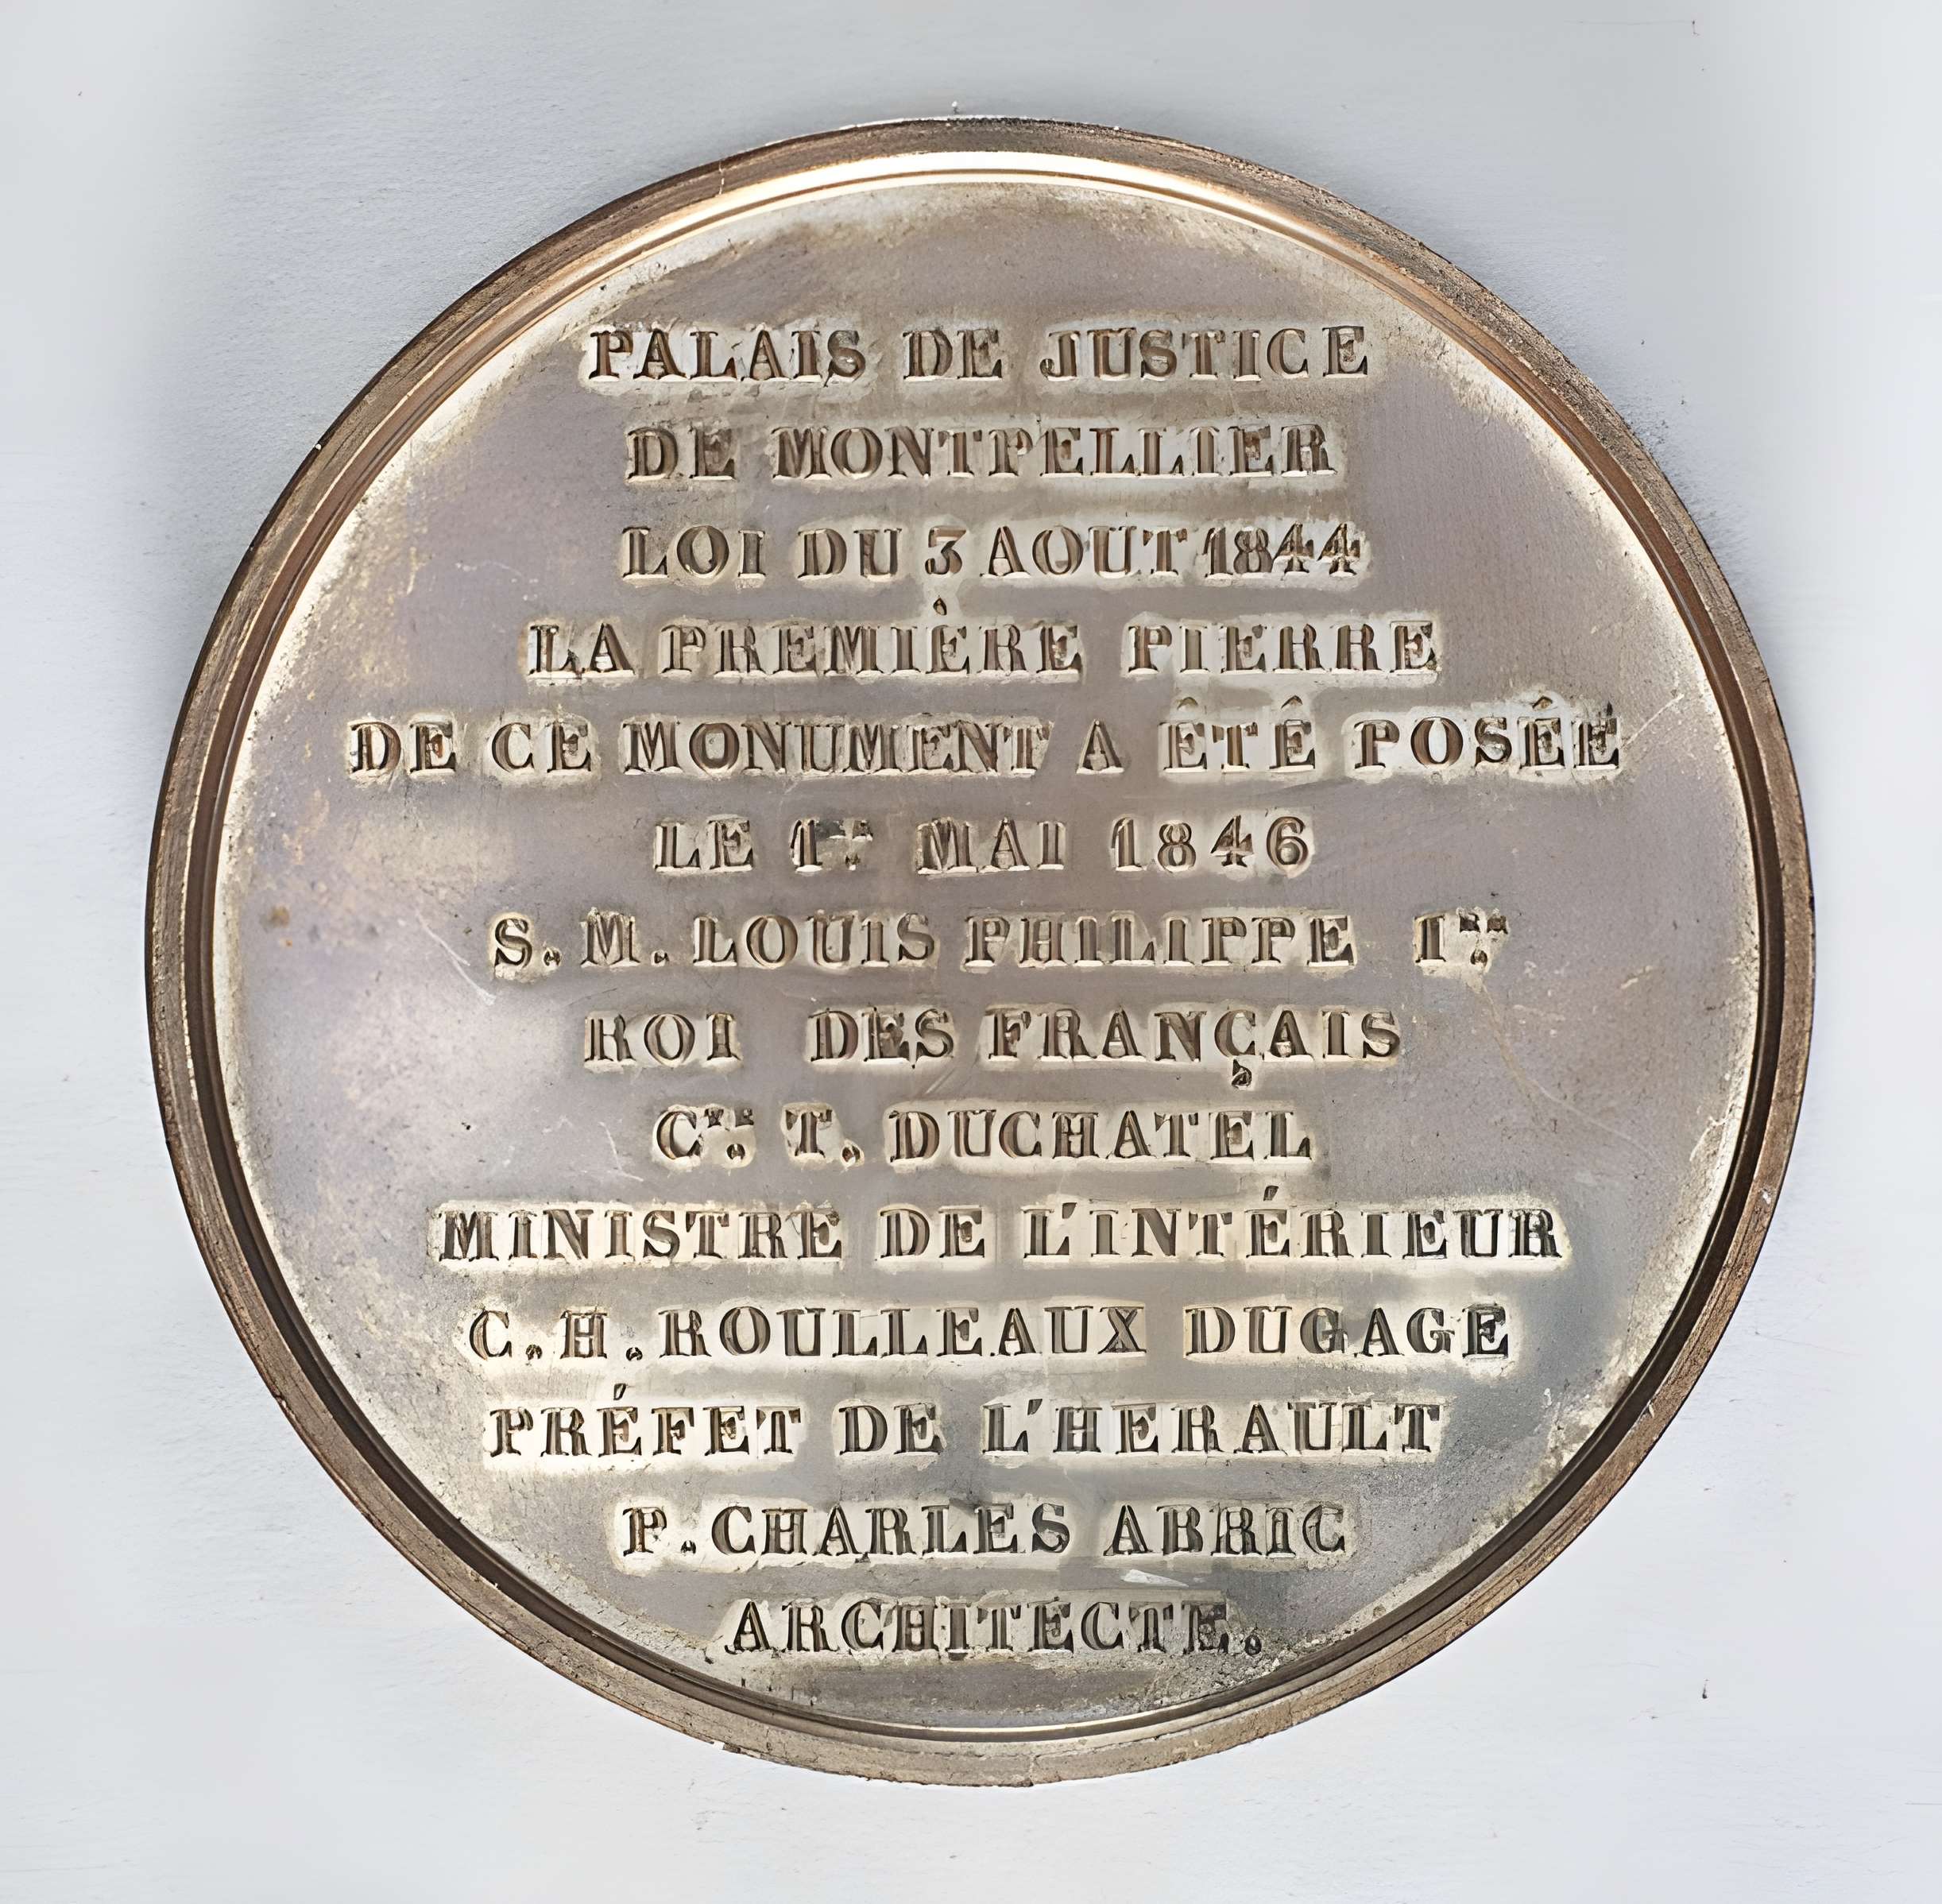 PALAIS DE JUSTICE
DE MONTPELLIER
LOI DU 3 AOUT 1844
LA PREMIÈRE PIERRE
DE CE MONUMENT A ÉTÉ POSÉE
LE 1ER MAI 1846
S. M. LOUIS PHILIPPE 1ER.
ROI DES FRANÇAIS
CTE. T. DUCHATEL
MINISTRE DE L'INTÉRIEUR
C. H. ROULLEAUX DUGAGE
PRÉFET DE L'HERAULT
P. CHARLES ABRIC
ARCHITECTE.